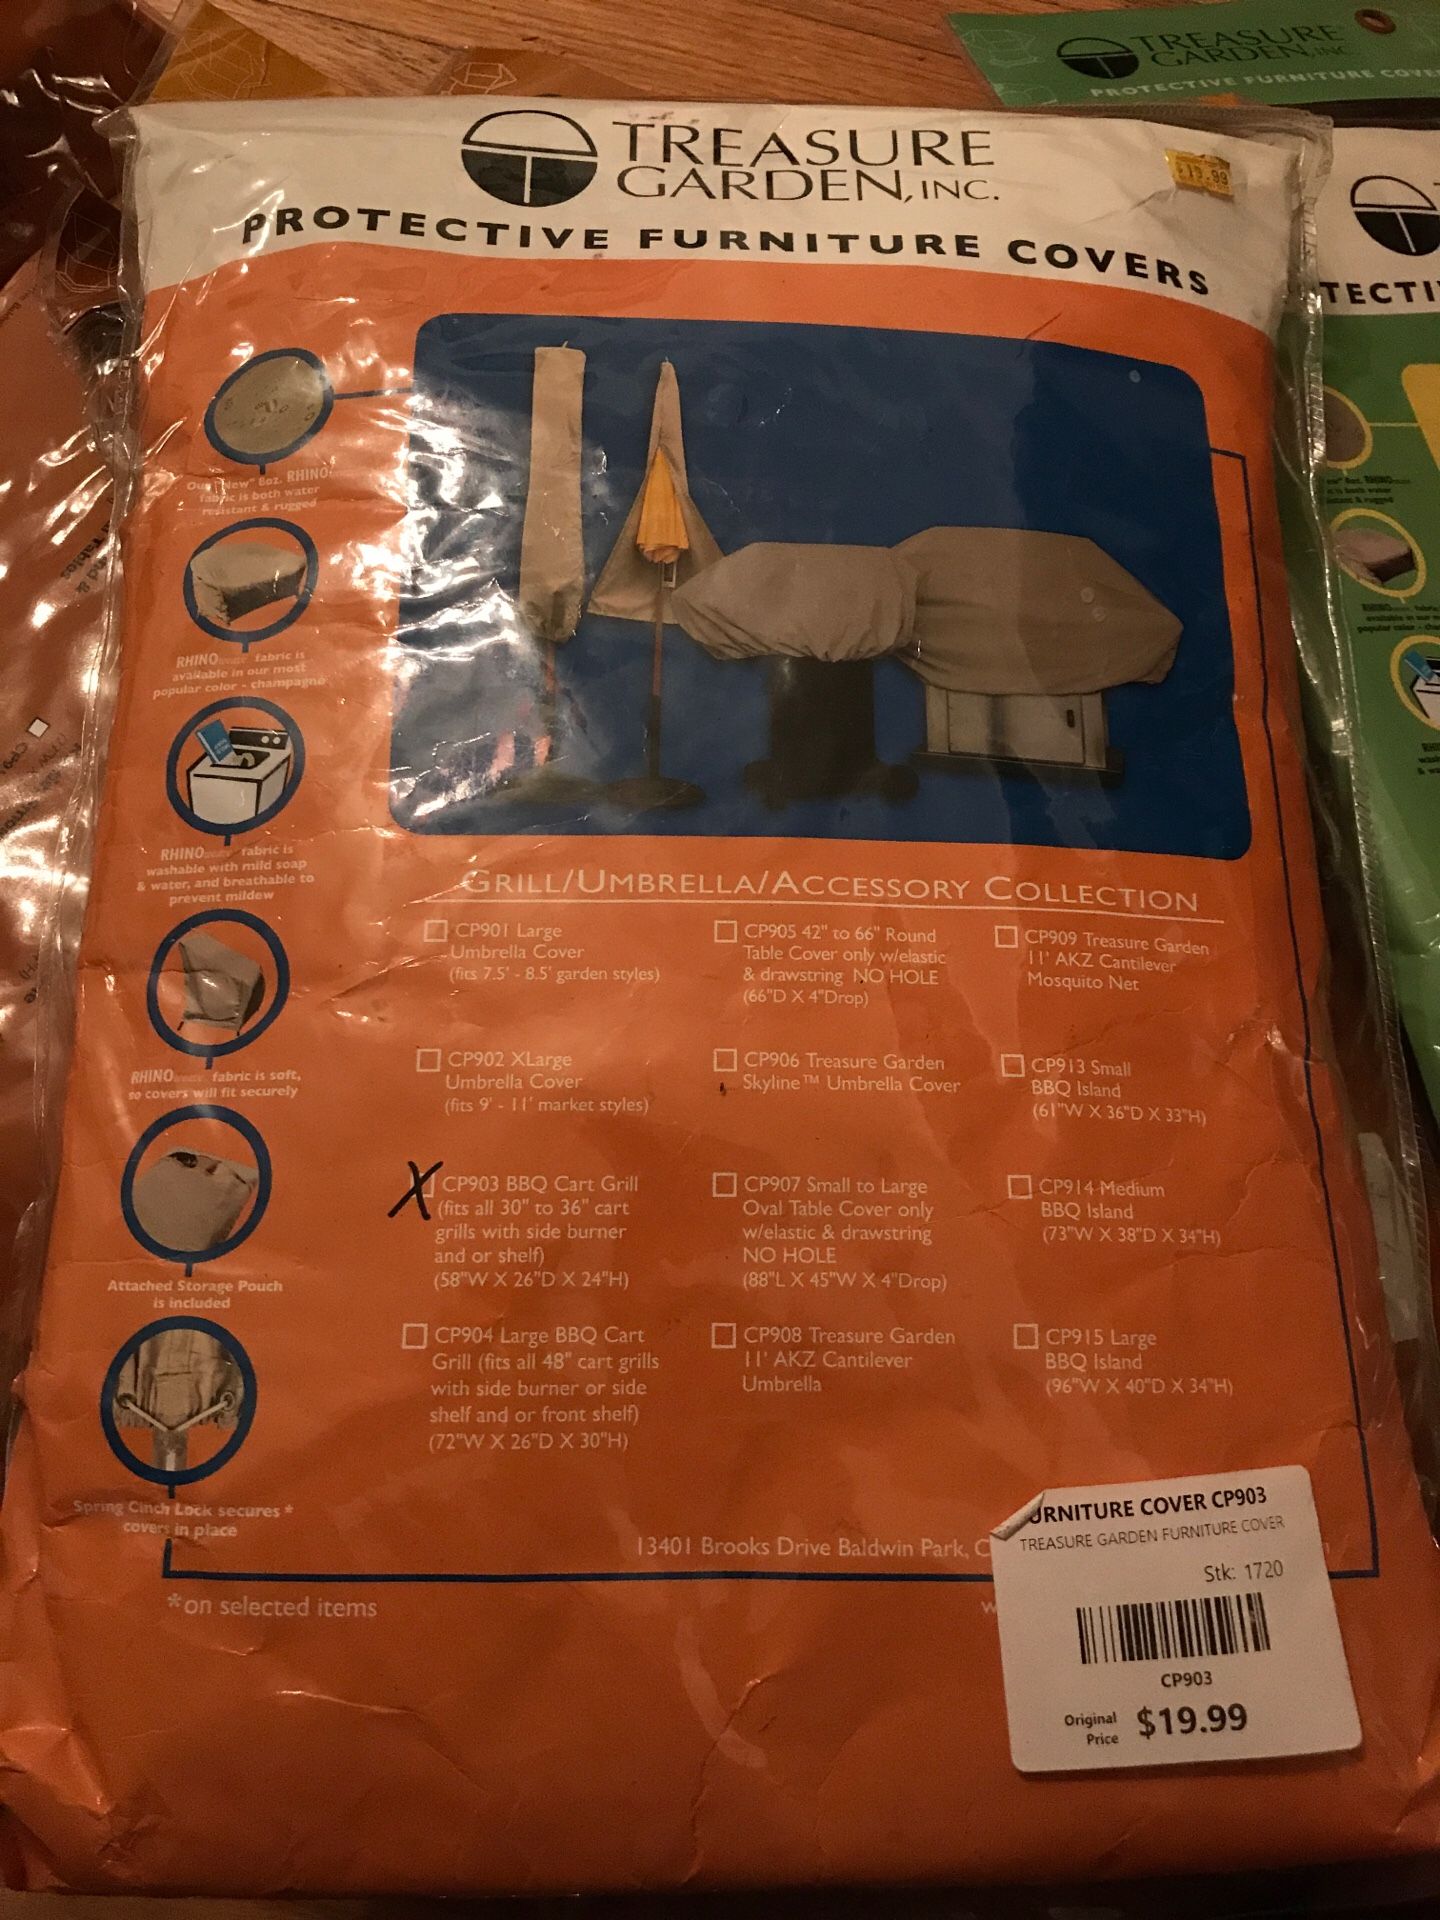 TREASURE
GARDEN, INC.
PROTECTIVE FURNITURE COVERS
Our "New" 8oz. RHINO
fabric is both water
resistant & rugged
RHINOweave fabric is
available in our most
popular color - champagne
RHINOweave fabric is
washable with mild soap
& water, and breathable to
prevent mildew
RHINOweave fabric is soft,
so covers will fit securely
Attached Storage Pouch
is included
Spring Cinch Lock secures *
covers in place
*on selected items
GRILL/UMBRELLA/ACCESSORY COLLECTION
CP901 Large
Umbrella Cover
(fits 7.5' - 8.5' garden styles)
CP902 XLarge
Umbrella Cover
(fits 9' - 11' market styles)
X CP903 BBQ Cart Grill
(fits all 30" to 36" cart
grills with side burner
and or shelf)
(58"W X 26"D X 24"H)
CP904 Large BBQ Cart
Grill (fits all 48" cart grills
with side burner or side
shelf and or front shelf)
(72"W X 26"D X 30"H)
CP905 42" to 66" Round
Table Cover only w/elastic
& drawstring NO HOLE
(66"D X 4"Drop)
CP906 Treasure Garden
Skyline™ Umbrella Cover
CP907 Small to Large
Oval Table Cover only
w/elastic & drawstring
NO HOLE
(88"L X 45"W X 4"Drop)
CP908 Treasure Garden
11' AKZ Cantilever
Umbrella
CP909 Treasure Garden
11' AKZ Cantilever
Mosquito Net
CP913 Small
BBQ Island
(61"W X 36"D X 33"H)
CP914 Medium
BBQ Island
(73"W X 38"D X 34"H)
CP915 Large
BBQ Island
(96"W X 40"D X 34"H)
13401 Brooks Drive Baldwin Park, C
w
URNITURE COVER CP903
TREASURE GARDEN FURNITURE COVER
Stk: 1720
CP903
Original
Price
$19.99
TREASURE
GARDEN, INC.
PROTECTIVE FURNITURE COVE
TECTI